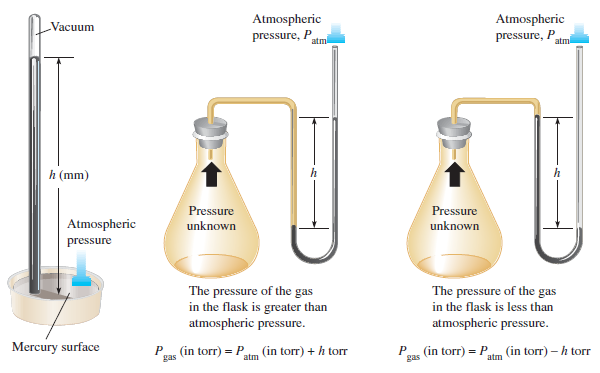 Vacuum
h (mm)
Atmospheric
pressure
Mercury surface
Atmospheric
pressure, Patm
h
Pressure
unknown
The pressure of the gas
in the flask is greater than
atmospheric pressure.
Pgas (in torr) = Patm (in torr) + h torr
Atmospheric
pressure, Patm
h
Pressure
unknown
The pressure of the gas
in the flask is less than
atmospheric pressure.
Pgas (in torr) = Patm (in torr) – h torr